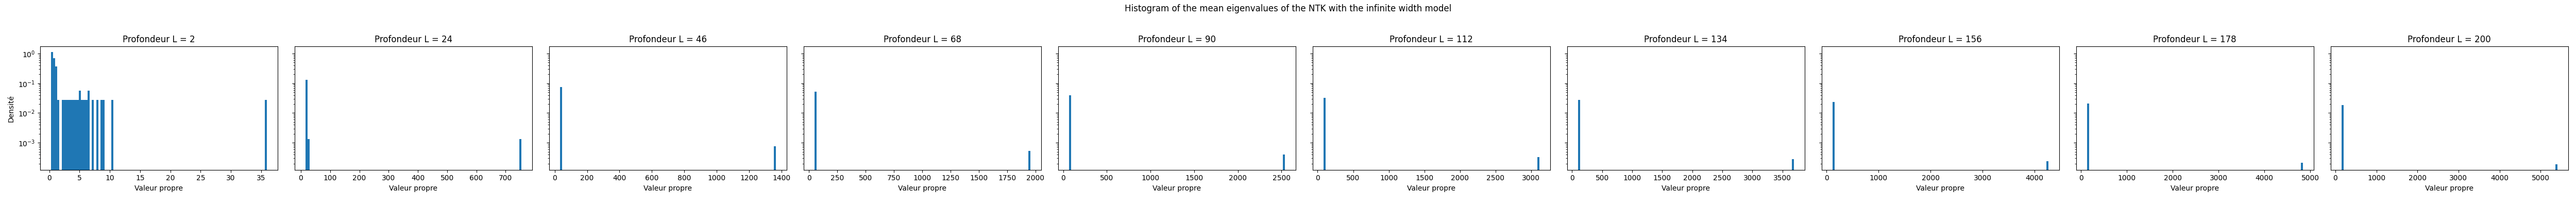 Histogram of the mean eigenvalues of the NTK with the infinite width model
Profondeur L = 2
Profondeur L = 24
Profondeur L = 46
Profondeur L = 68
Profondeur L = 90
Profondeur L = 112
Profondeur L = 134
Profondeur L = 156
Profondeur L = 178
Profondeur L = 200
Densité
10⁰
10⁻¹
10⁻²
10⁻³
0 5 10 15 20 25 30 35
0 100 200 300 400 500 600 700
0 200 400 600 800 1000 1200 1400
0 250 500 750 1000 1250 1500 1750 2000
0 500 1000 1500 2000 2500
0 500 1000 1500 2000 2500 3000
0 500 1000 1500 2000 2500 3000 3500
0 1000 2000 3000 4000
0 1000 2000 3000 4000 5000
0 1000 2000 3000 4000 5000
Valeur propre
Valeur propre
Valeur propre
Valeur propre
Valeur propre
Valeur propre
Valeur propre
Valeur propre
Valeur propre
Valeur propre